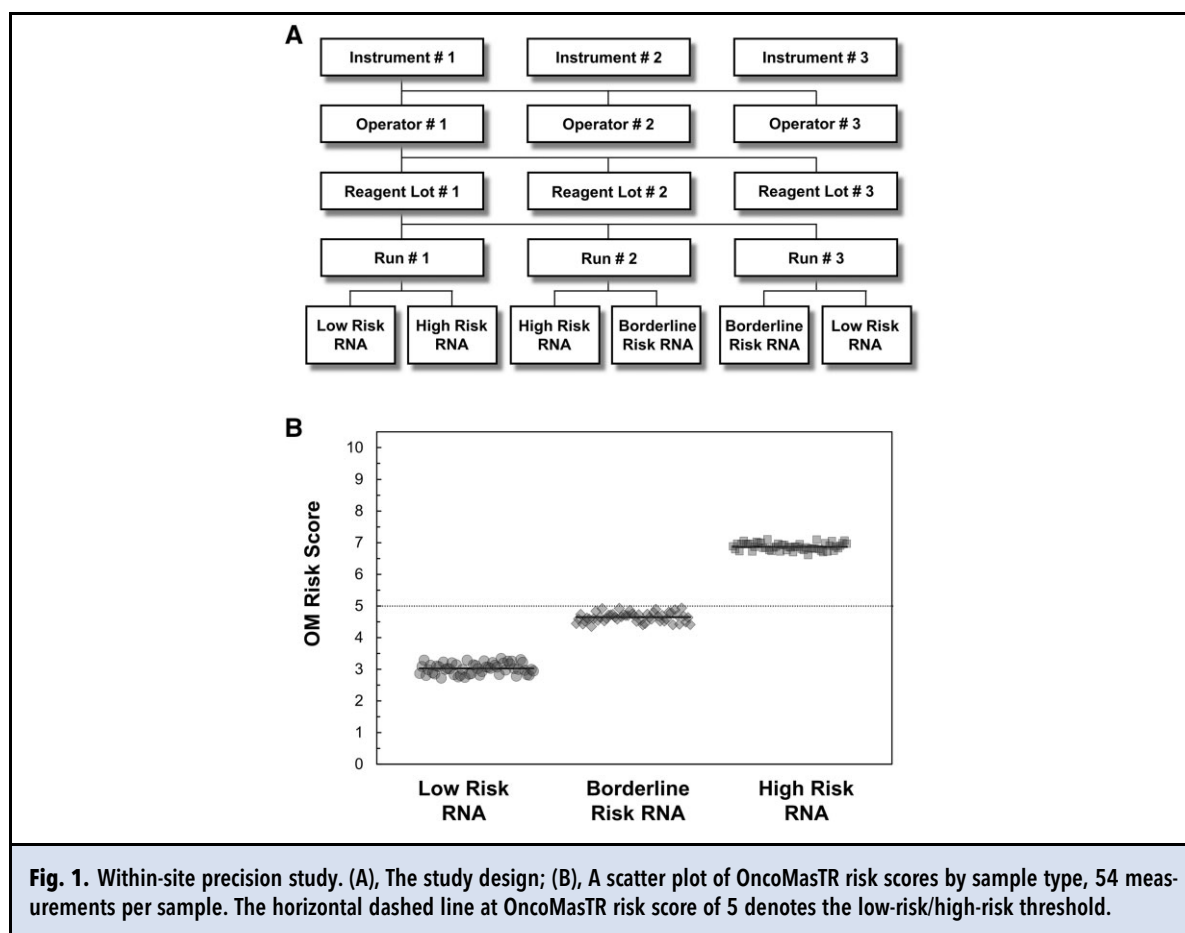 A
Instrument # 1 Instrument # 2 Instrument # 3
Operator # 1 Operator # 2 Operator # 3
Reagent Lot # 1 Reagent Lot # 2 Reagent Lot # 3
Run # 1 Run # 2 Run # 3
Low Risk RNA
High Risk RNA
High Risk RNA
Borderline Risk RNA
Borderline Risk RNA
Low Risk RNA
B
OM Risk Score
10
9
8
7
6
5
4
3
2
1
0
Low Risk
RNA
Borderline
Risk RNA
High Risk
RNA
Fig. 1. Within-site precision study. (A), The study design; (B), A scatter plot of OncoMasTR risk scores by sample type, 54 meas-
urements per sample. The horizontal dashed line at OncoMasTR risk score of 5 denotes the low-risk/high-risk threshold.